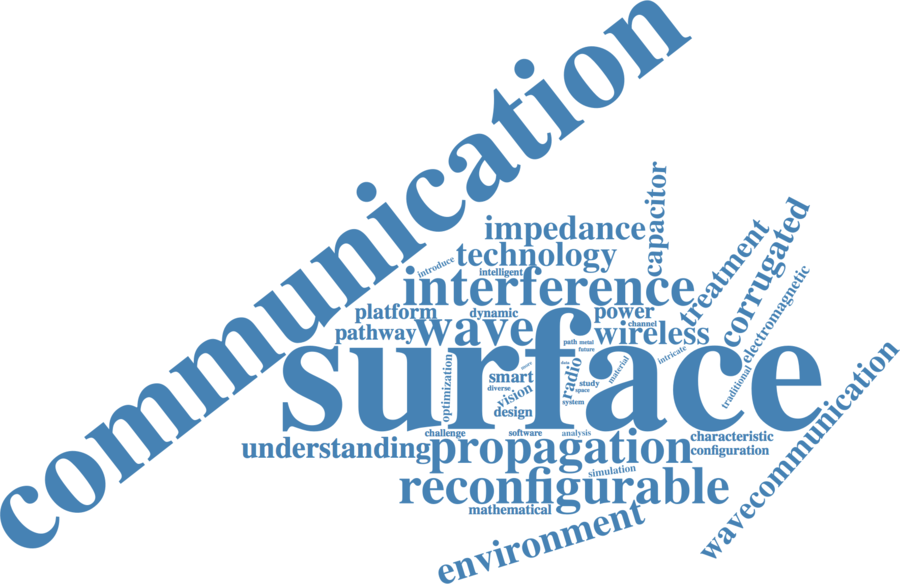 communication
capacitor
impedance
technology
introduce
intelligent
interference
treatment
corrugated
electromagnetic
platform
dynamic
power
channel
pathway
wave
wireless
path
metal
future
intricate
surface
optimization
smart
diverse
vision
design
radio
data
study
space
system
material
traditional
wavecommunication
challenge
software
analysis
understanding
propagation
characteristic
configuration
simulation
reconfigurable
mathematical
environment